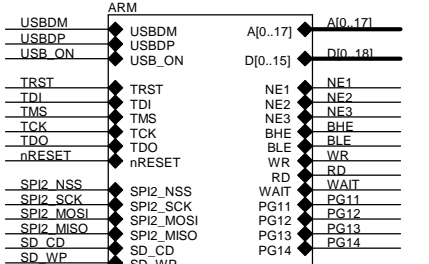 ARM
USBDM USBDM A[0..17] A[0..17]
USBDP USBDP
USB_ON USB_ON D[0..15] D[0..18]
TRST TRST NE1 NE1
TDI TDI NE2 NE2
TMS TMS NE3 NE3
TCK TCK BHE BHE
TDO TDO BLE BLE
nRESET nRESET WR WR
RD RD
SPI2_NSS SPI2_NSS WAIT WAIT
SPI2_SCK SPI2_SCK PG11 PG11
SPI2_MOSI SPI2_MOSI PG12 PG12
SPI2_MISO SPI2_MISO PG13 PG13
SD_CD SD_CD PG14 PG14
SD_WP SD_WP